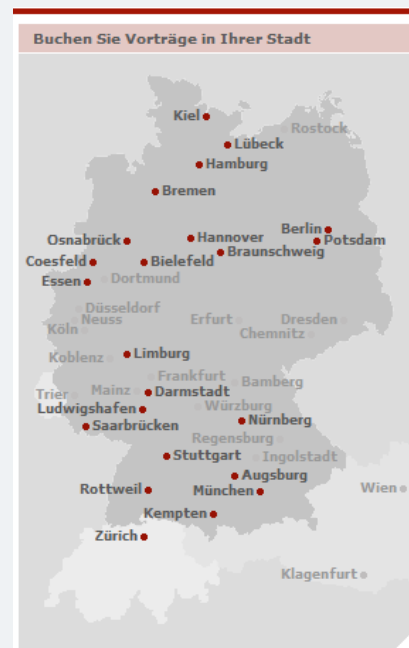 Buchen Sie Vorträge in Ihrer Stadt
Kiel
Rostock
Lübeck
Hamburg
Bremen
Berlin
Hannover
Osnabrück
Potsdam
Braunschweig
Coesfeld
Bielefeld
Dortmund
Essen
Düsseldorf
Neuss
Erfurt
Dresden
Köln
Chemnitz
Limburg
Koblenz
Frankfurt
Bamberg
Mainz
Darmstadt
Trier
Ludwigshafen
Würzburg
Nürnberg
Saarbrücken
Regensburg
Stuttgart
Ingolstadt
Augsburg
Rottweil
München
Wien
Kempten
Zürich
Klagenfurt